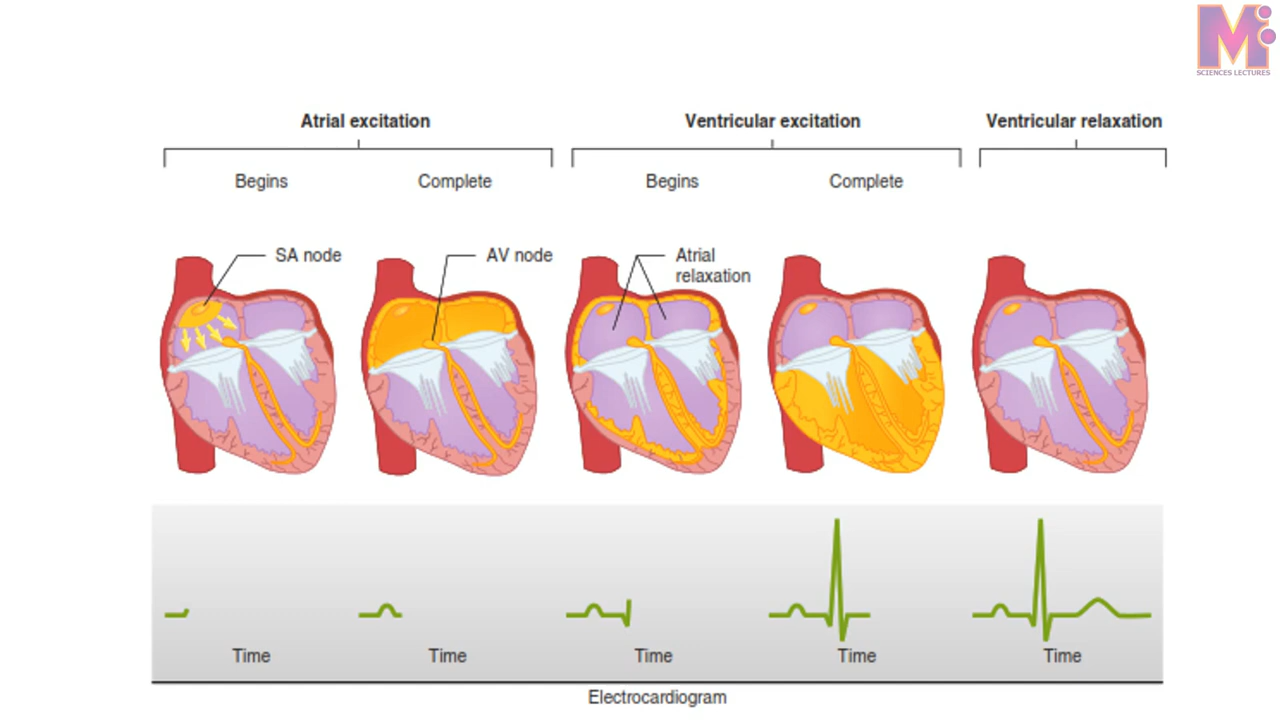 M
SCIENCES LECTURES
Atrial excitation
Ventricular excitation
Ventricular relaxation
Begins
Complete
Begins
Complete
SA node
AV node
Atrial
relaxation
Time
Time
Time
Time
Time
Electrocardiogram